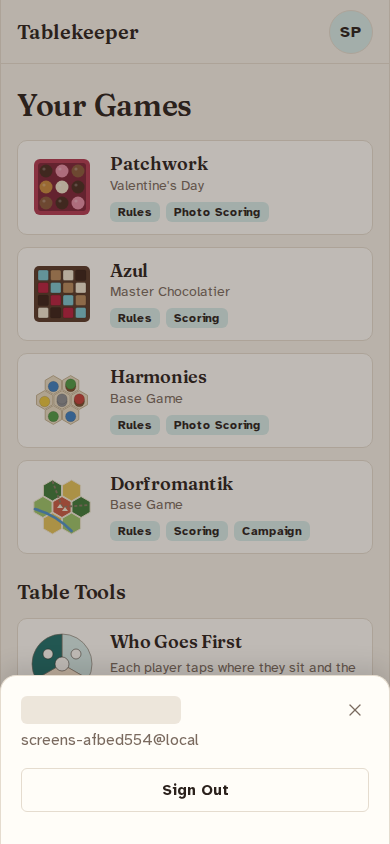 Tablekeeper
SP
Your Games
Patchwork
Valentine's Day
Rules
Photo Scoring
Azul
Master Chocolatier
Rules
Scoring
Harmonies
Base Game
Rules
Photo Scoring
Dorfromantik
Base Game
Rules
Scoring
Campaign
Table Tools
Who Goes First
Each player taps where they sit and the
screens-afbed554@local
Sign Out